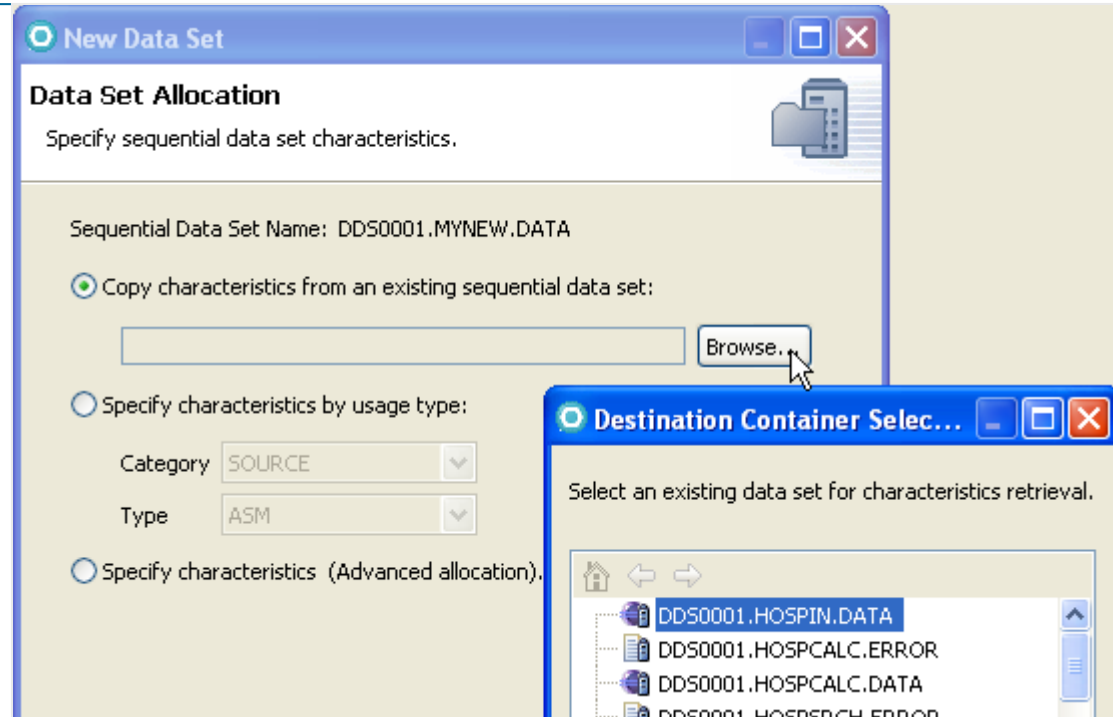 New Data Set
Data Set Allocation
Specify sequential data set characteristics.
Sequential Data Set Name: DDS0001.MYNEW.DATA
Copy characteristics from an existing sequential data set:
Browse...
Specify characteristics by usage type:
Category SOURCE
Type ASM
Specify characteristics (Advanced allocation).
Destination Container Selec...
Select an existing data set for characteristics retrieval.
DDS0001.HOSPIN.DATA
DDS0001.HOSPCALC.ERROR
DDS0001.HOSPCALC.DATA
DDS0001.HOSPSRCH.ERROR